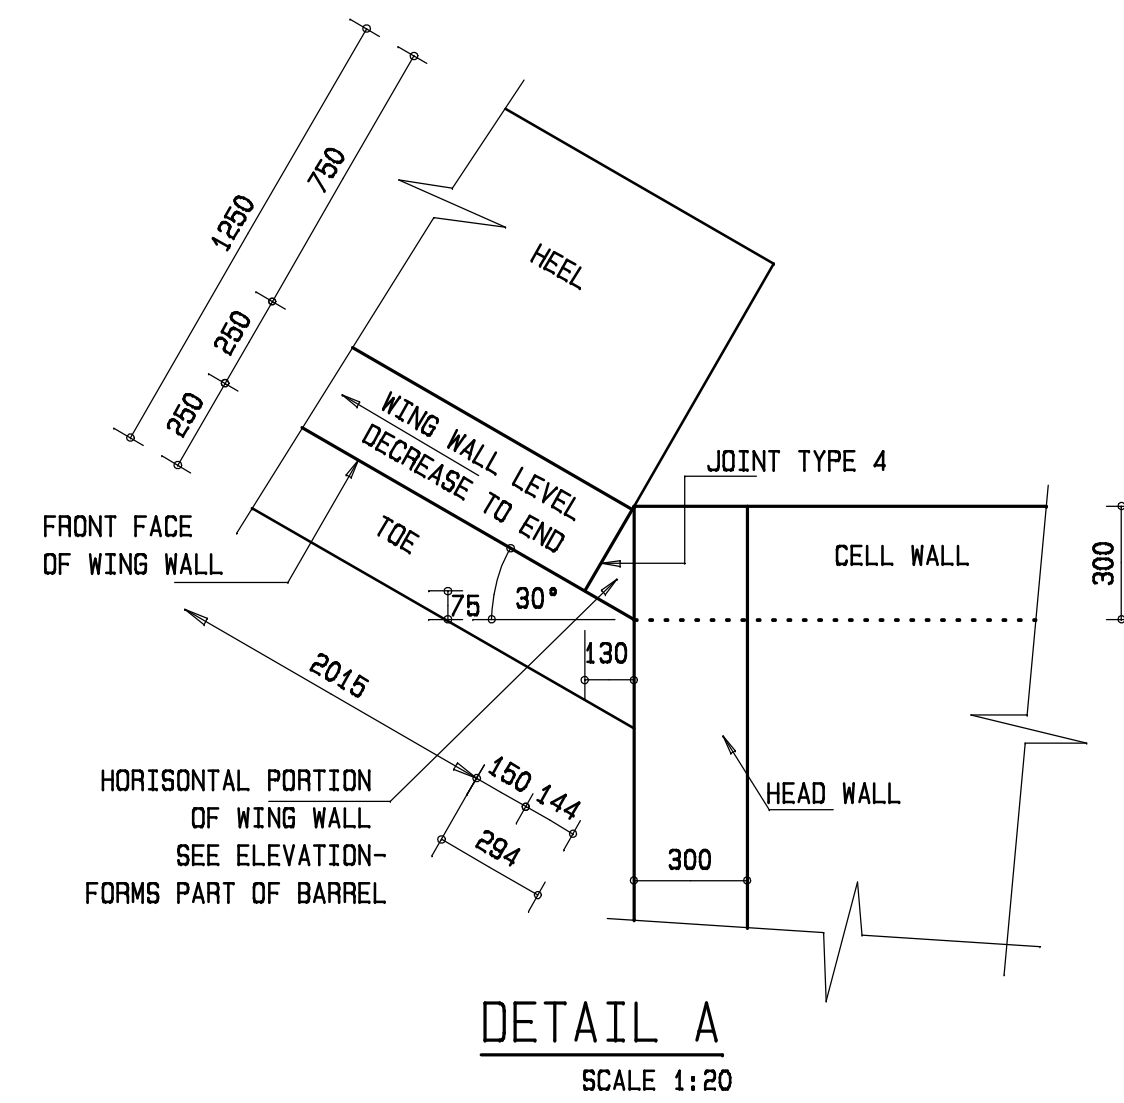 750
1250
250
250
HEEL
WING WALL LEVEL
DECREASE TO END
JOINT TYPE 4
FRONT FACE
OF WING WALL
TOE
CELL WALL
300
75
30°
130
2015
HORISONTAL PORTION
OF WING WALL
SEE ELEVATION-
FORMS PART OF BARREL
150
144
294
HEAD WALL
300
DETAIL A
SCALE 1:20